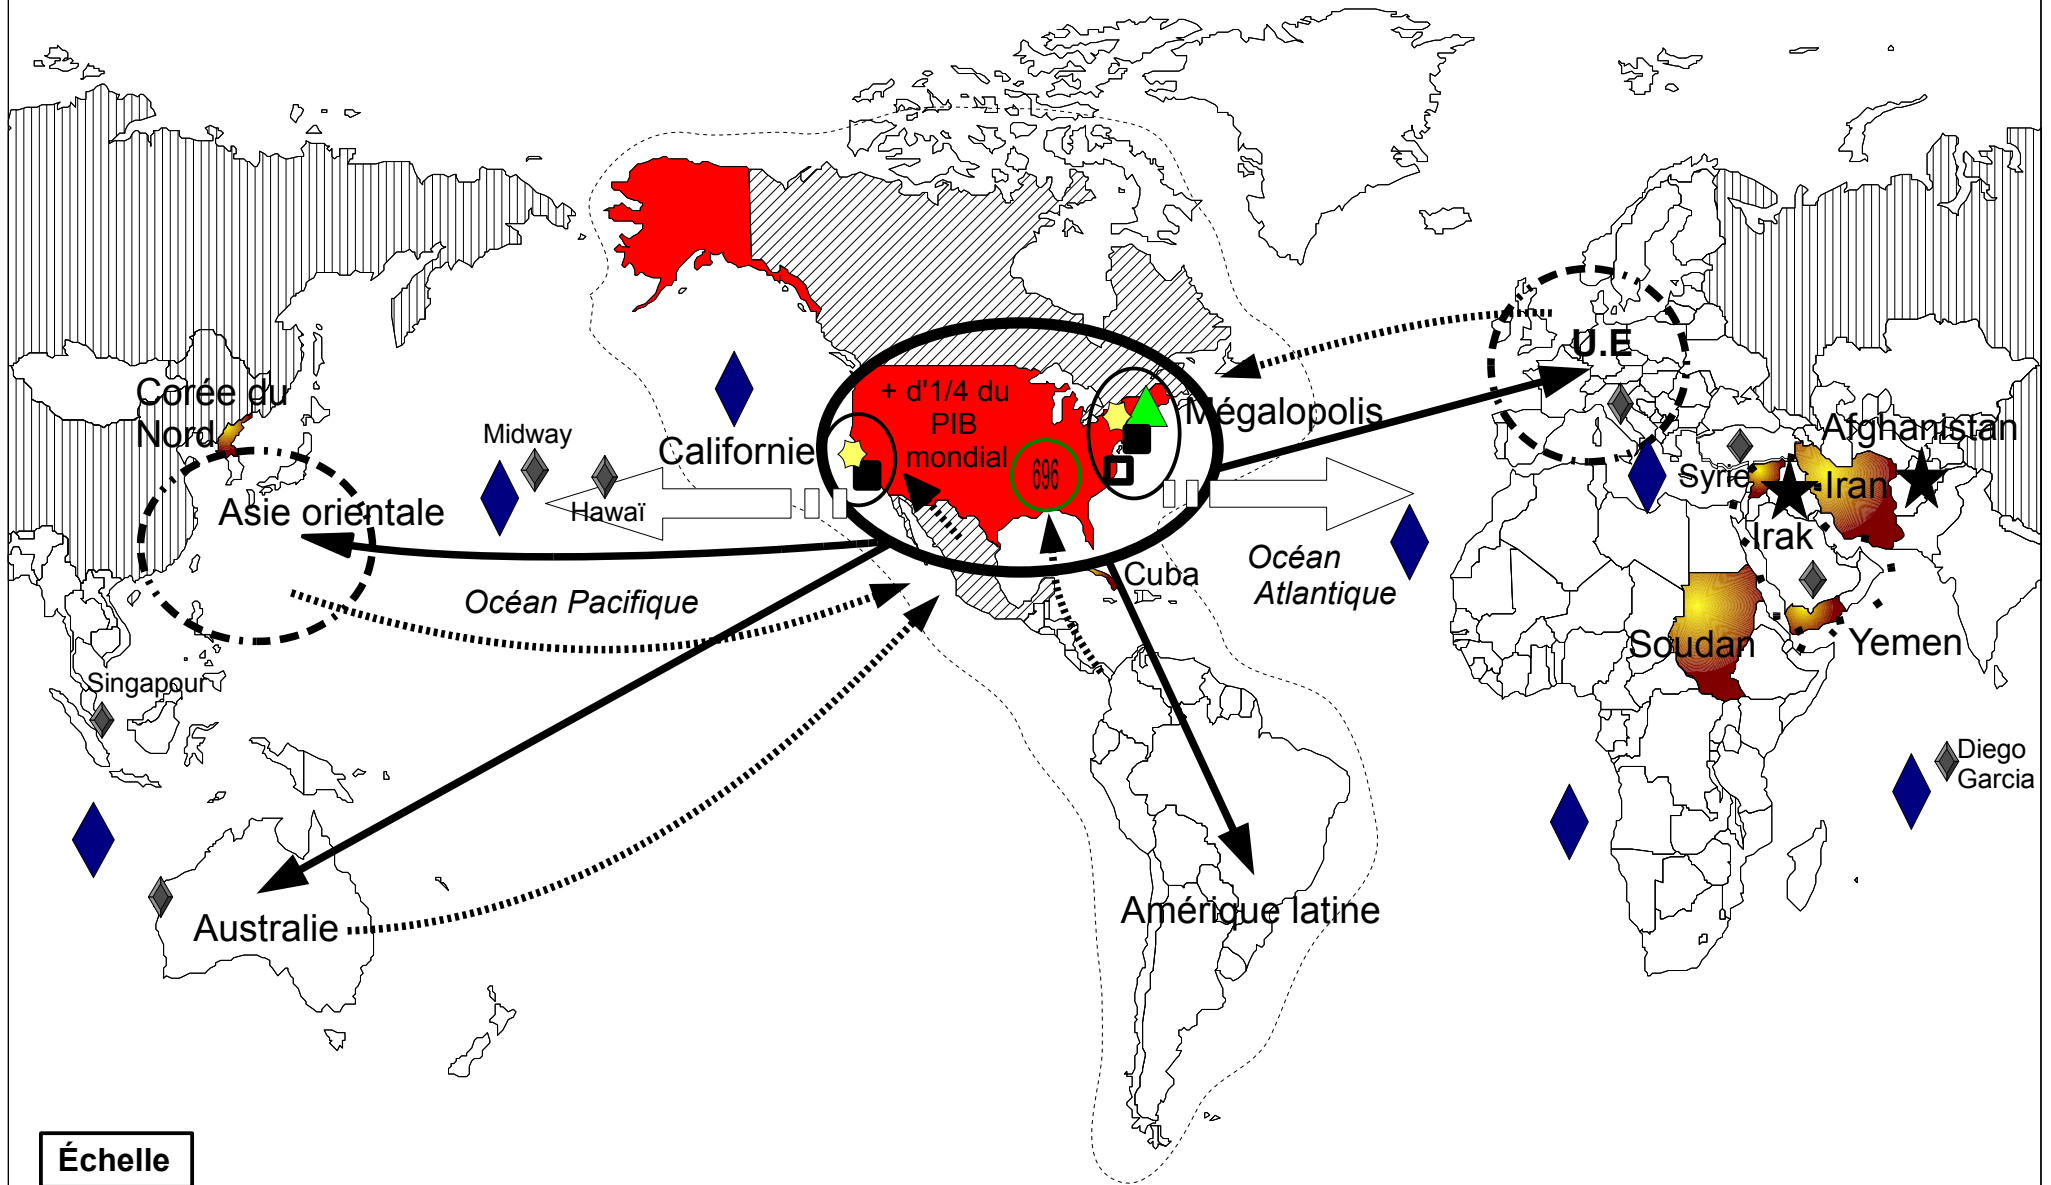 U.E
+ d'1/4 du
PIB
mondial
Corée du
Nord
Midway
Californie
Mégalopolis
Afghanistan
696
Syrie
Iran
Asie orientale
Hawaï
Irak
Océan
Atlantique
Cuba
Océan Pacifique
Soudan
Yemen
Singapour
Diego
Garcia
Australie
Amérique latine
Échelle